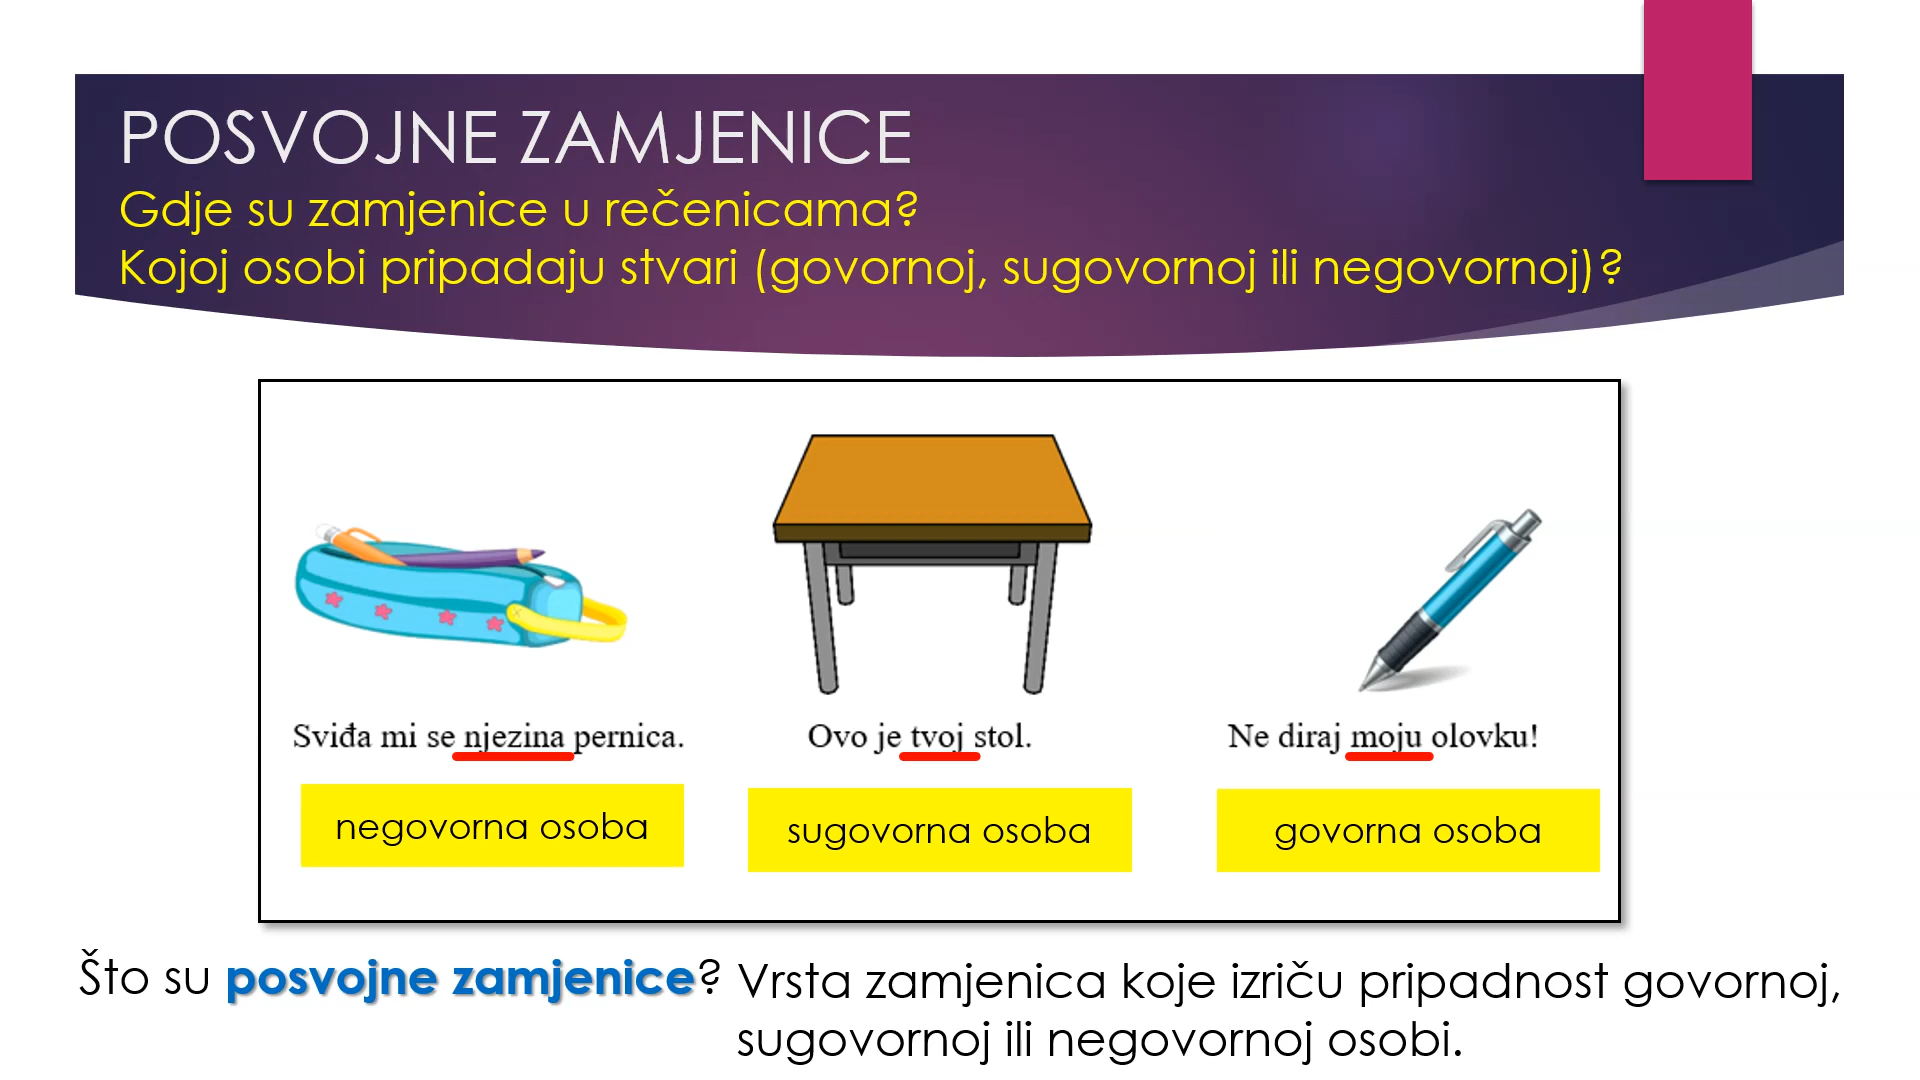 POSVOJNE ZAMJENICE
Gdje su zamjenice u rečenicama?
Kojoj osobi pripadaju stvari (govornoj, sugovornoj ili negovornoj)?
Sviđa mi se njezina pernica.
Ovo je tvoj stol.
Ne diraj moju olovku!
negovorna osoba
sugovorna osoba
govorna osoba
Što su posvojne zamjenice? Vrsta zamjenica koje izriču pripadnost govornoj,
sugovornoj ili negovornoj osobi.